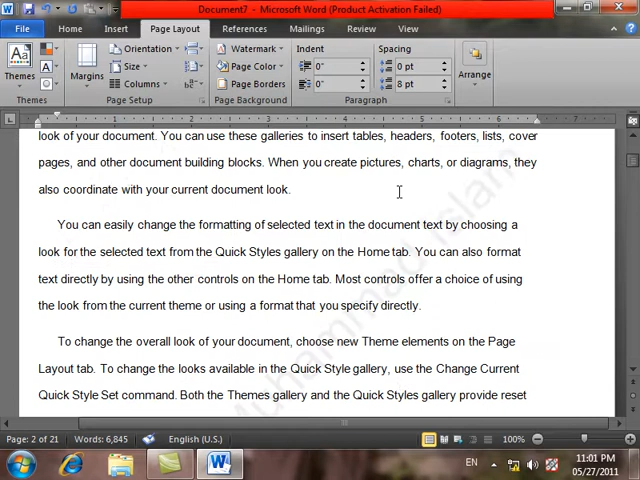 Document7 - Microsoft Word (Product Activation Failed)
File Home Insert Page Layout References Mailings Review View
Themes
Themes
Margins
Orientation
Size
Columns
Page Setup
Watermark
Page Color
Page Borders
Page Background
Indent
0"
0"
Spacing
0 pt
8 pt
Paragraph
Arrange
1 2 3 4 5 6
look of your document. You can use these galleries to insert tables, headers, footers, lists, cover
pages, and other document building blocks. When you create pictures, charts, or diagrams, they
also coordinate with your current document look.
You can easily change the formatting of selected text in the document text by choosing a
look for the selected text from the Quick Styles gallery on the Home tab. You can also format
text directly by using the other controls on the Home tab. Most controls offer a choice of using
the look from the current theme or using a format that you specify directly.
To change the overall look of your document, choose new Theme elements on the Page
Layout tab. To change the looks available in the Quick Style gallery, use the Change Current
Quick Style Set command. Both the Themes gallery and the Quick Styles gallery provide reset
Muhammad Islam
Page: 2 of 21 Words: 6,845 English (U.S.) 100%
EN
11:01 PM
05/27/2011